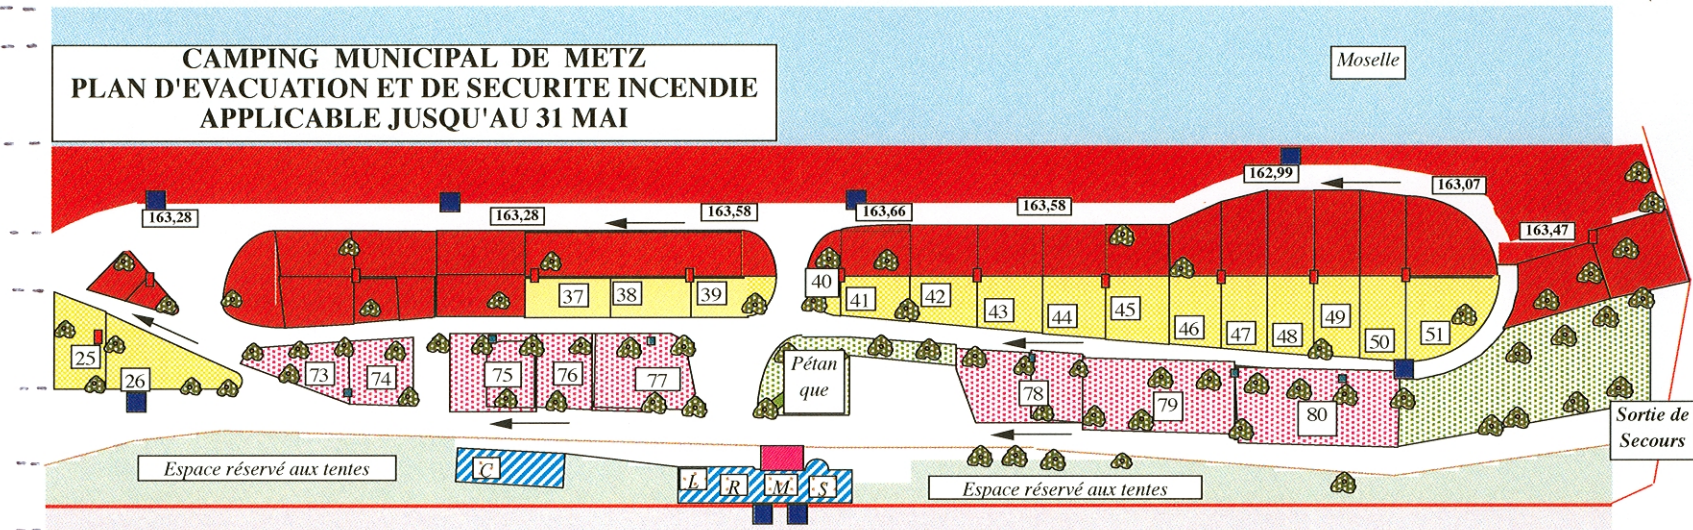 CAMPING MUNICIPAL DE METZ
PLAN D'EVACUATION ET DE SECURITE INCENDIE
APPLICABLE JUSQU'AU 31 MAI
Moselle
162,99
163,07
163,28
163,28
163,58
163,66
163,58
163,47
37
38
39
40
41
42
43
44
45
46
47
48
49
50
51
25
26
73
74
75
76
77
Pétan
que
78
79
80
Sortie de
Secours
Espace réservé aux tentes
C
L
R
M
S
Espace réservé aux tentes